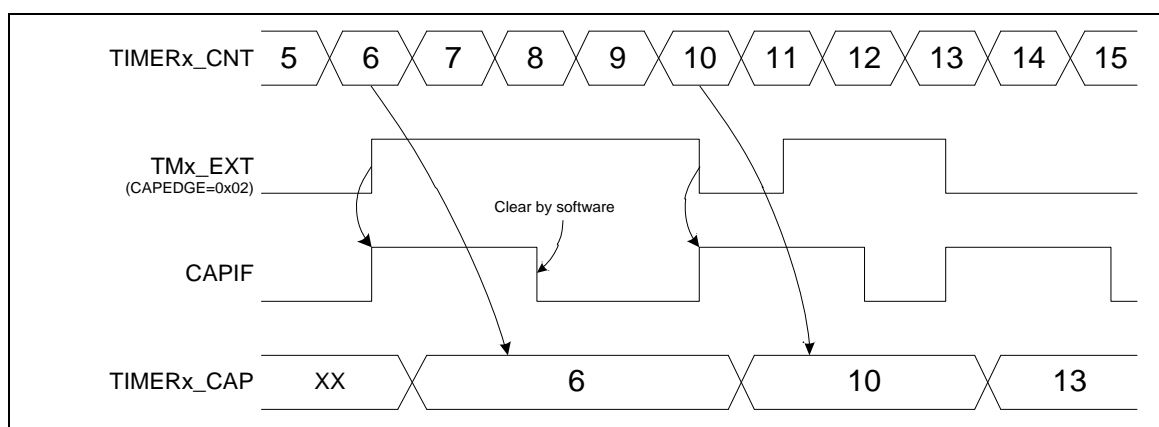 TIMERx_CNT 5 6 7 8 9 10 11 12 13 14 15
TMx_EXT
(CAPEDGE=0x02)
Clear by software
CAPIF
TIMERx_CAP XX 6 10 13